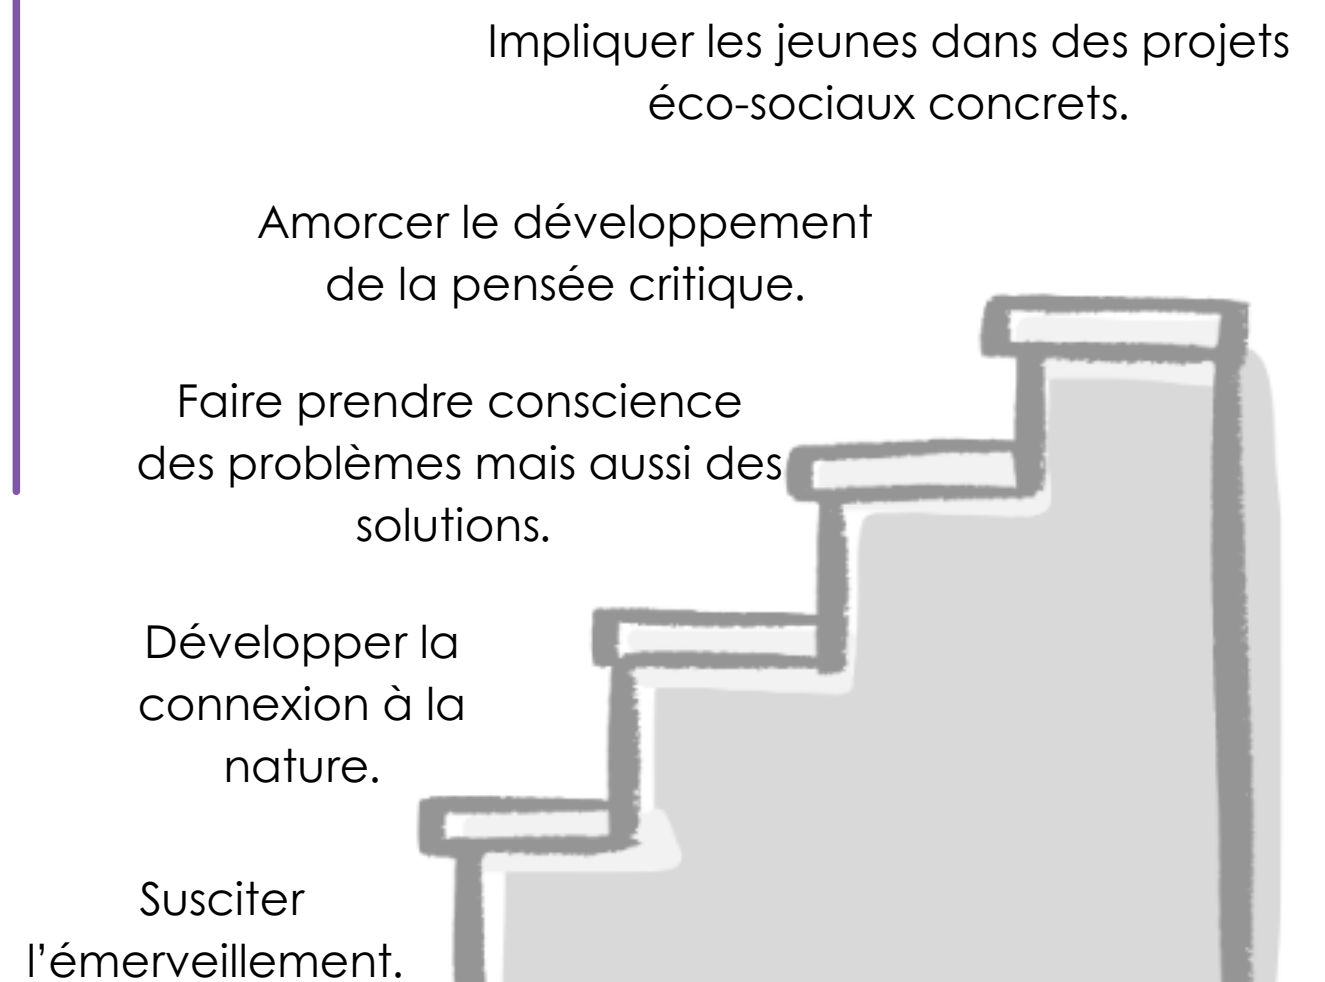 Impliquer les jeunes dans des projets
éco-sociaux concrets.
Amorcer le développement
de la pensée critique.
Faire prendre conscience
des problèmes mais aussi des
solutions.
Développer la
connexion à la
nature.
Susciter
l’émerveillement.